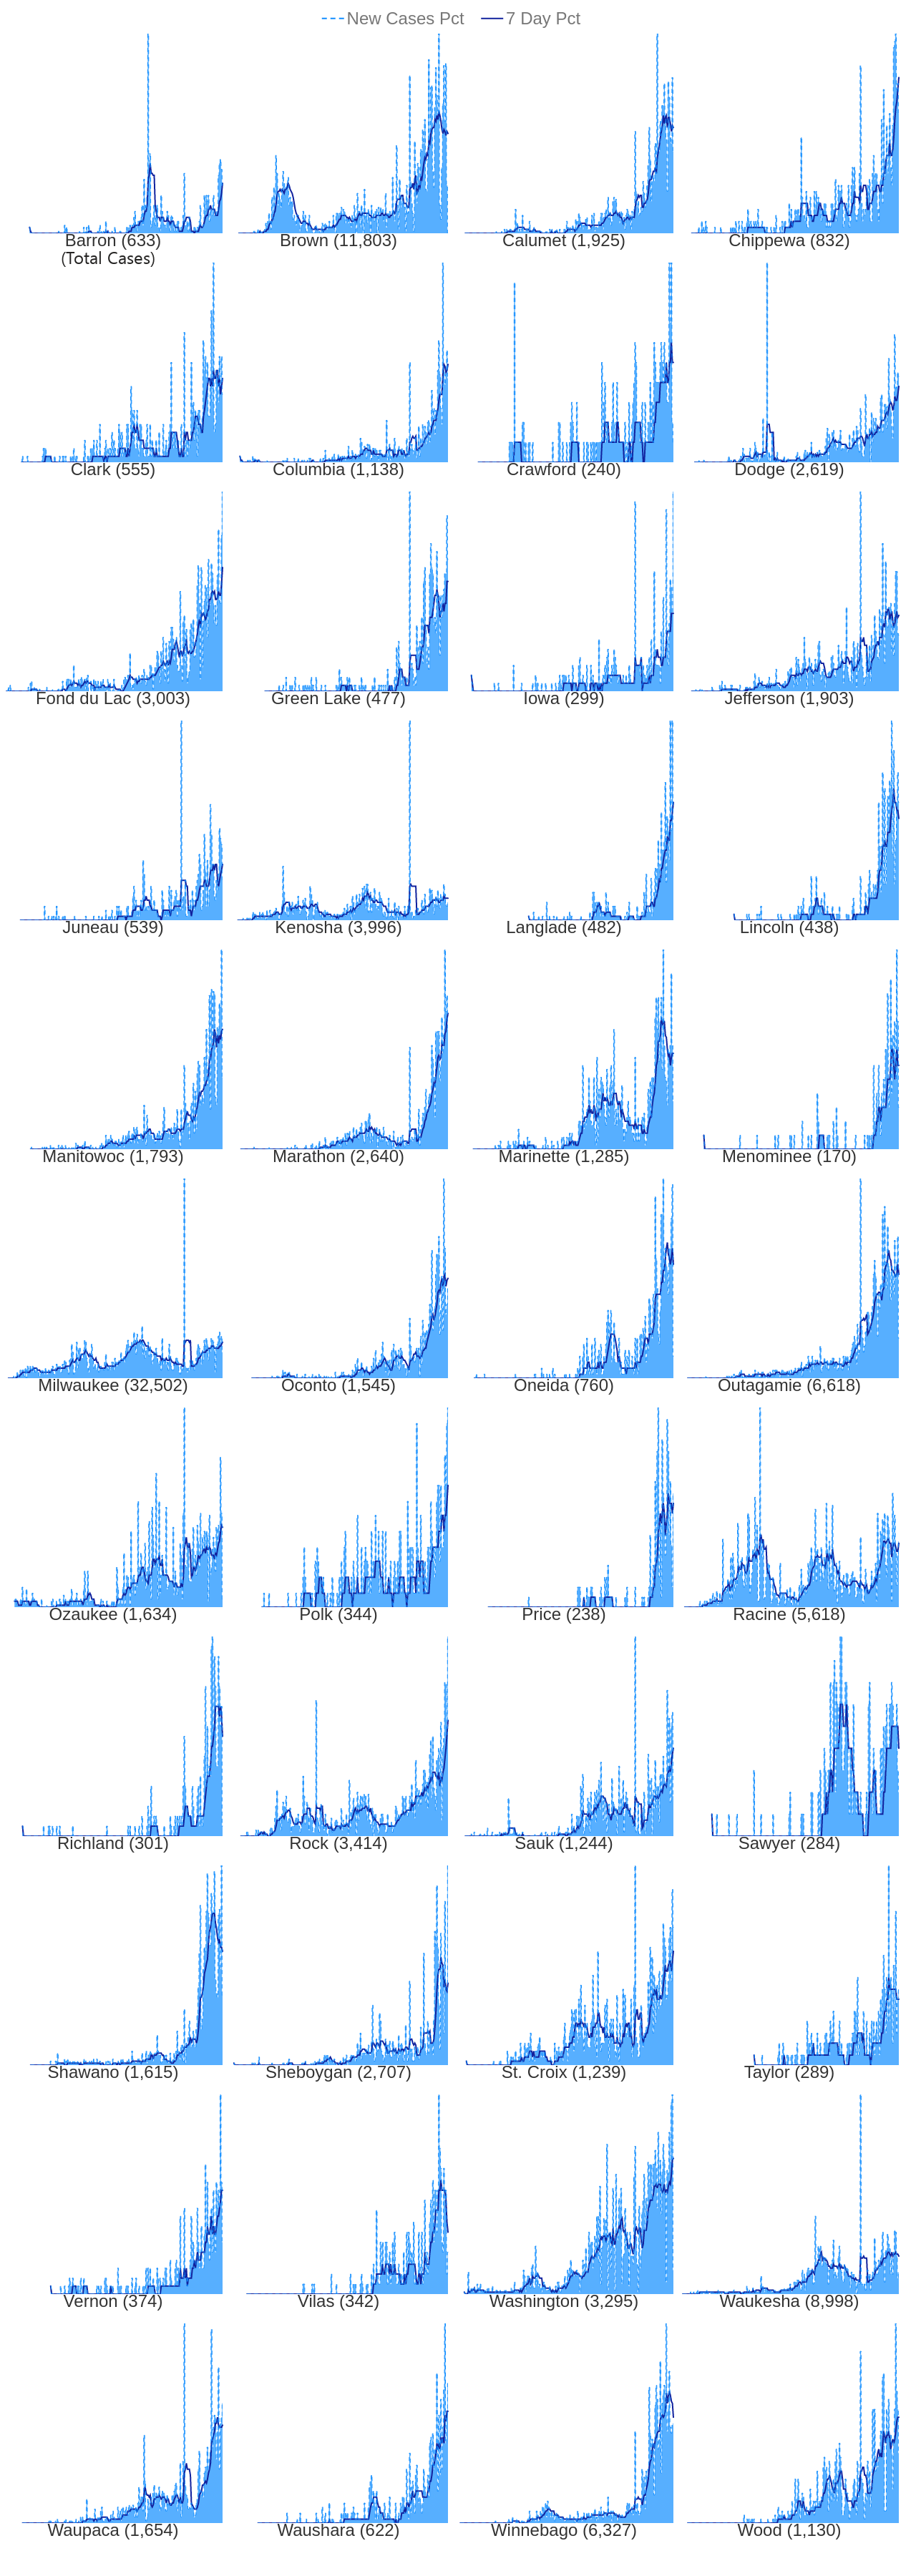 New Cases Pct 7 Day Pct
Barron (633) Brown (11,803) Calumet (1,925) Chippewa (832)
(Total Cases)
Clark (555) Columbia (1,138) Crawford (240) Dodge (2,619)
Fond du Lac (3,003) Green Lake (477) Iowa (299) Jefferson (1,903)
Juneau (539) Kenosha (3,996) Langlade (482) Lincoln (438)
Manitowoc (1,793) Marathon (2,640) Marinette (1,285) Menominee (170)
Milwaukee (32,502) Oconto (1,545) Oneida (760) Outagamie (6,618)
Ozaukee (1,634) Polk (344) Price (238) Racine (5,618)
Richland (301) Rock (3,414) Sauk (1,244) Sawyer (284)
Shawano (1,615) Sheboygan (2,707) St. Croix (1,239) Taylor (289)
Vernon (374) Vilas (342) Washington (3,295) Waukesha (8,998)
Waupaca (1,654) Waushara (622) Winnebago (6,327) Wood (1,130)